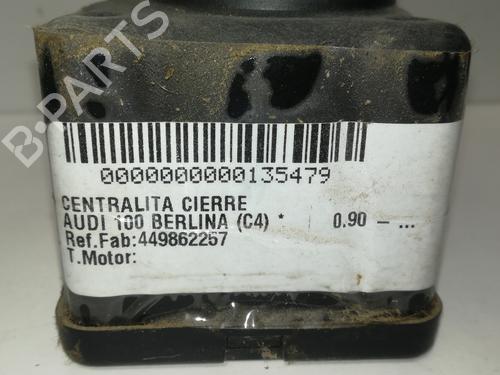 B-PARTS
0000000000135479
CENTRALITA CIERRE
AUDI 100 BERLINA (C4) * 0.90 – ...
Ref.Fab:449862257
T.Motor: